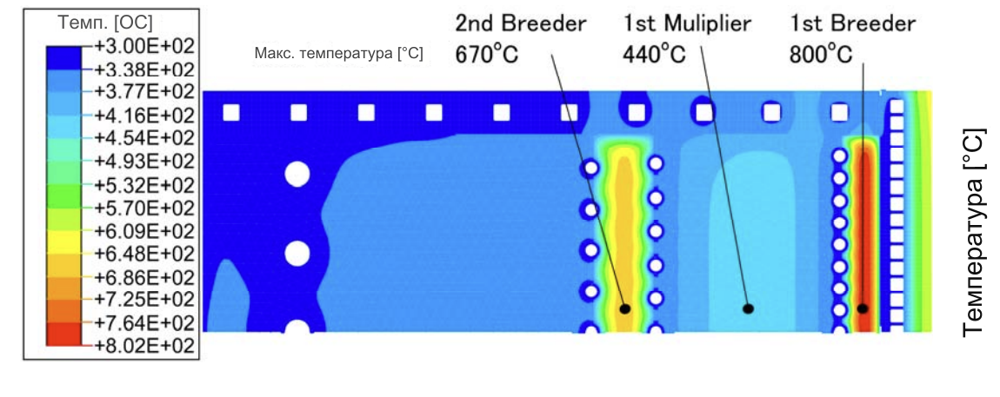 Темп. [ОС]
+3.00E+02
+3.38E+02
+3.77E+02
+4.16E+02
+4.54E+02
+4.93E+02
+5.32E+02
+5.70E+02
+6.09E+02
+6.48E+02
+6.86E+02
+7.25E+02
+7.64E+02
+8.02E+02
Макс. температура [°C]
2nd Breeder
670°C
1st Muliplier
440°C
1st Breeder
800°C
Температура [°C]